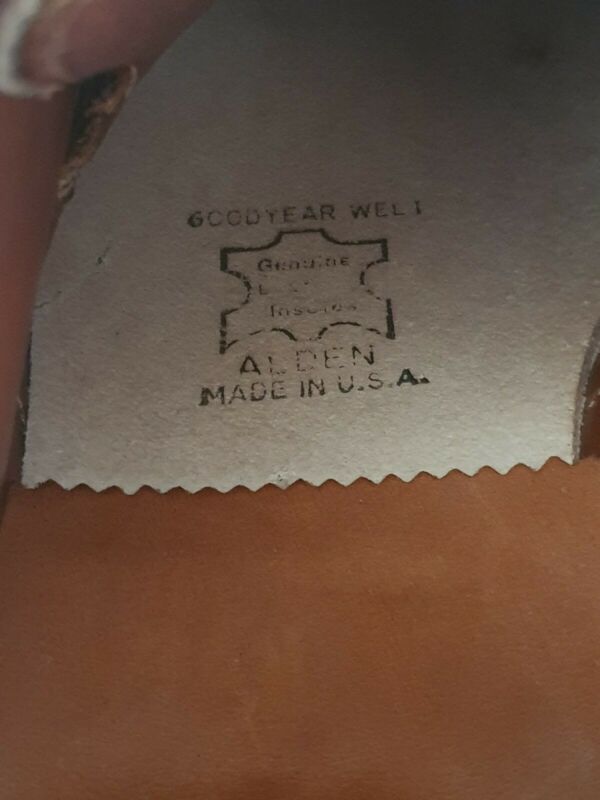 GOODYEAR WELT
Genuine
Insoles
ALDEN
MADE IN U.S.A.